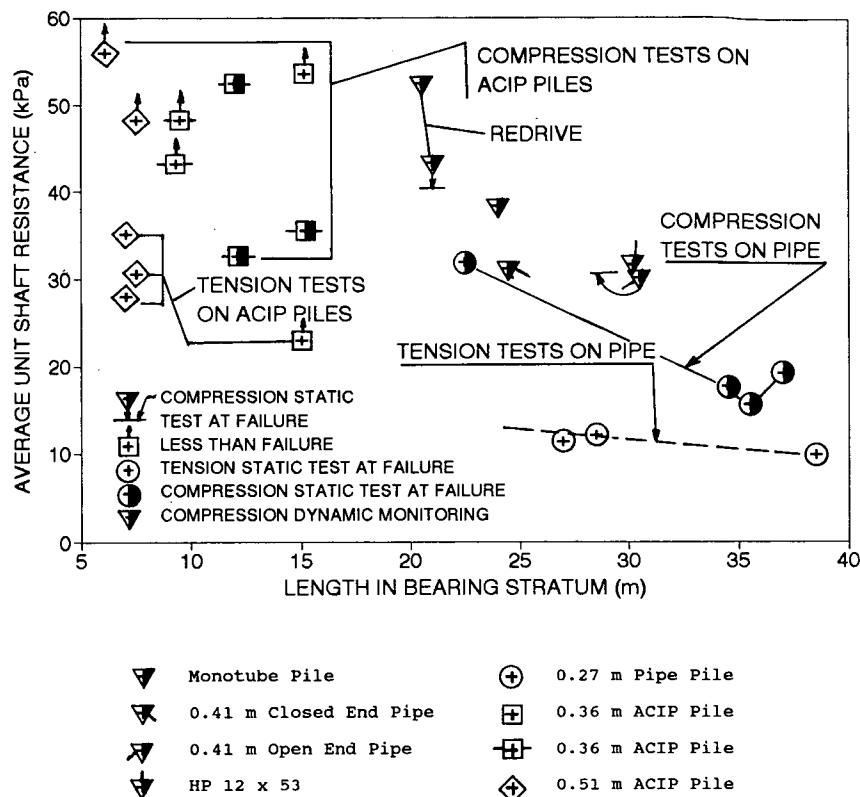 60
50
40
30
20
10
0
AVERAGE UNIT SHAFT RESISTANCE (kPa)
COMPRESSION TESTS ON
ACIP PILES
REDRIVE
COMPRESSION
TESTS ON PIPE
TENSION TESTS
ON ACIP PILES
TENSION TESTS ON PIPE
COMPRESSION STATIC
TEST AT FAILURE
LESS THAN FAILURE
TENSION STATIC TEST AT FAILURE
COMPRESSION STATIC TEST AT FAILURE
COMPRESSION DYNAMIC MONITORING
5 10 15 20 25 30 35 40
LENGTH IN BEARING STRATUM (m)
Monotube Pile
0.41 m Closed End Pipe
0.41 m Open End Pipe
HP 12 x 53
0.27 m Pipe Pile
0.36 m ACIP Pile
0.36 m ACIP Pile
0.51 m ACIP Pile